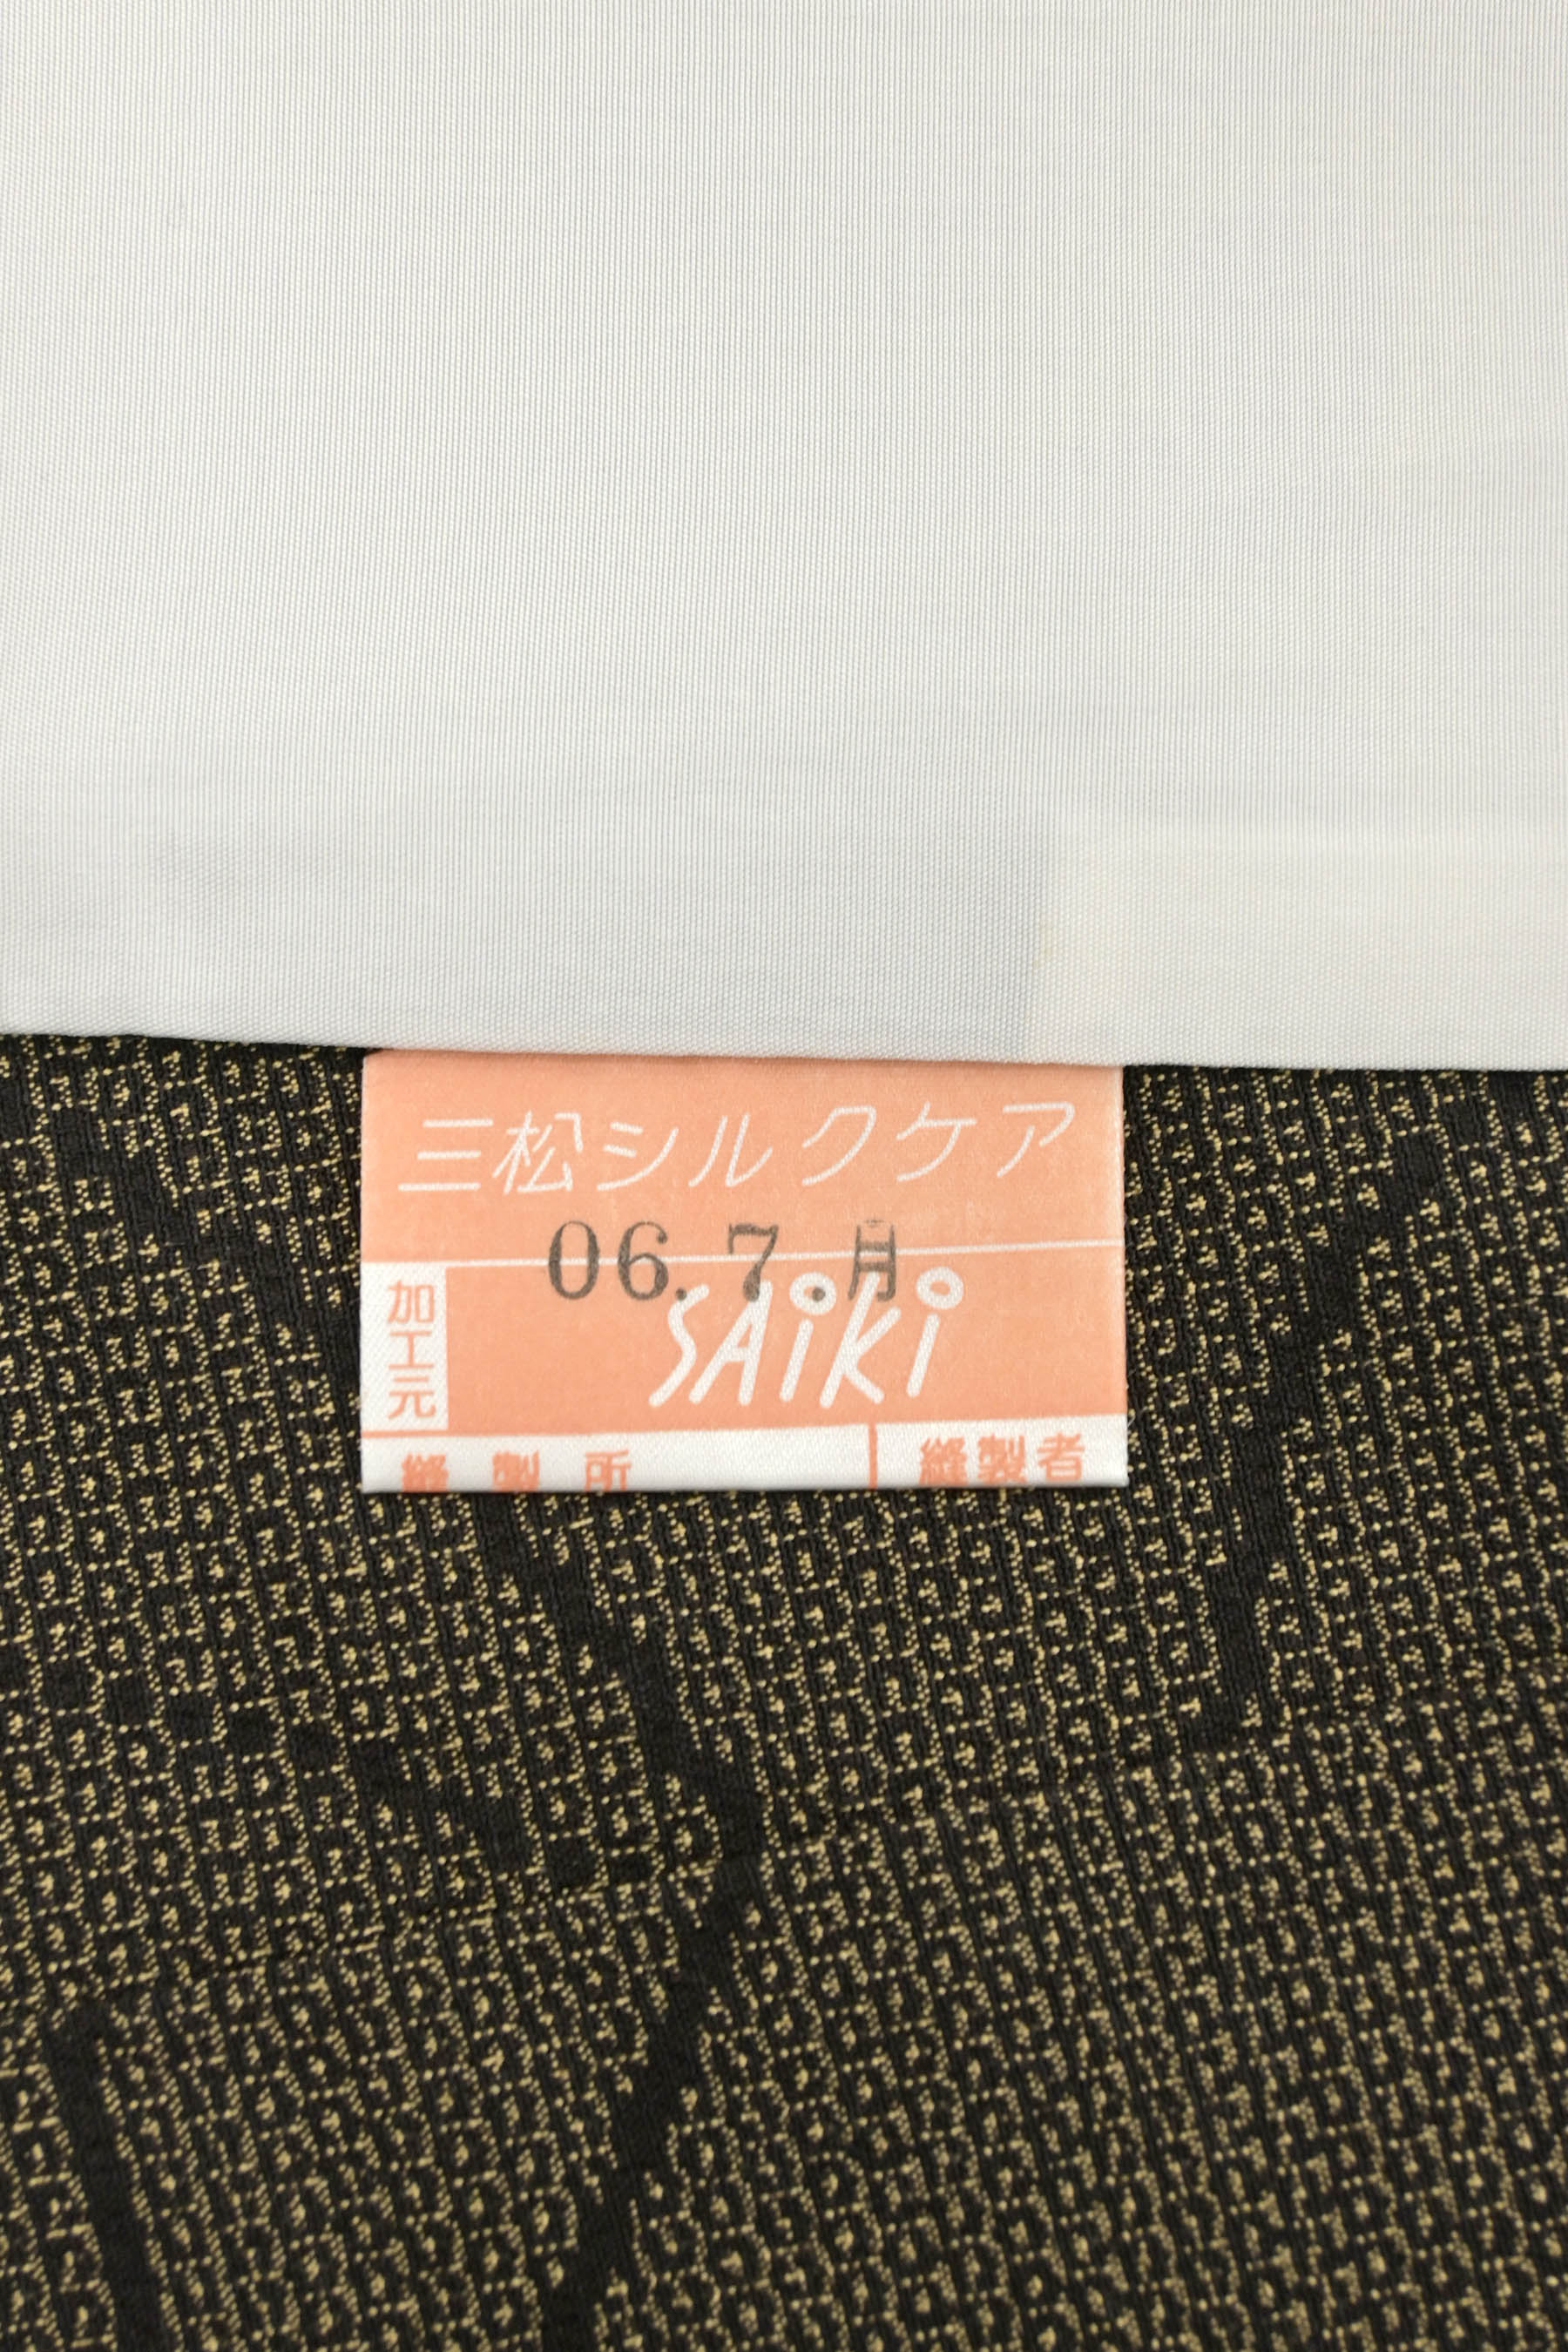 三松シルクケア
06.7.月
加工元
SAiKi
縫製所 縫製者